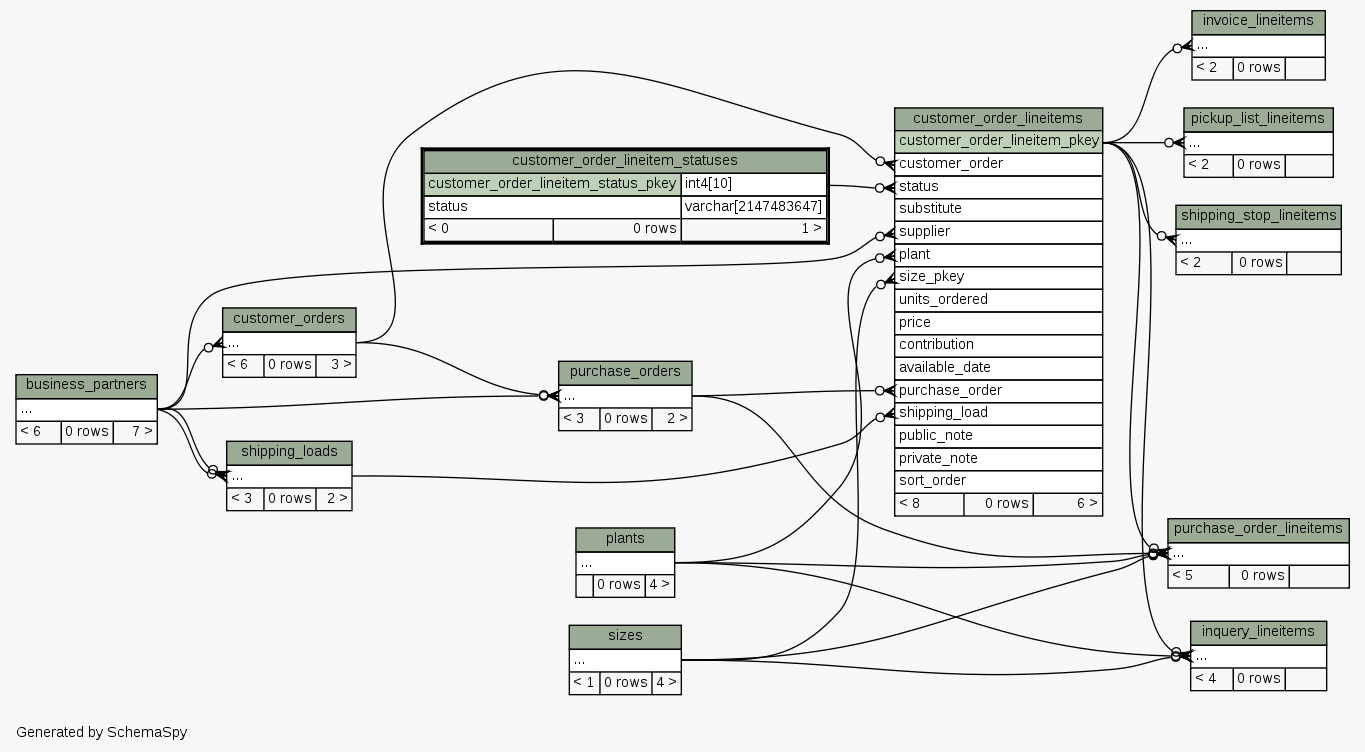 invoice_lineitems
...
< 2 0 rows
customer_order_lineitems
customer_order_lineitem_pkey
customer_order
status
substitute
supplier
plant
size_pkey
units_ordered
price
contribution
available_date
purchase_order
shipping_load
public_note
private_note
sort_order
< 8 0 rows 6 >
pickup_list_lineitems
...
< 2 0 rows
customer_order_lineitem_statuses
customer_order_lineitem_status_pkey int4[10]
status varchar[2147483647]
< 0 0 rows 1 >
shipping_stop_lineitems
...
< 2 0 rows
customer_orders
...
< 6 0 rows 3 >
business_partners
...
< 6 0 rows 7 >
purchase_orders
...
< 3 0 rows 2 >
shipping_loads
...
< 3 0 rows 2 >
plants
...
0 rows 4 >
purchase_order_lineitems
...
< 5 0 rows
sizes
...
< 1 0 rows 4 >
inquery_lineitems
...
< 4 0 rows
Generated by SchemaSpy